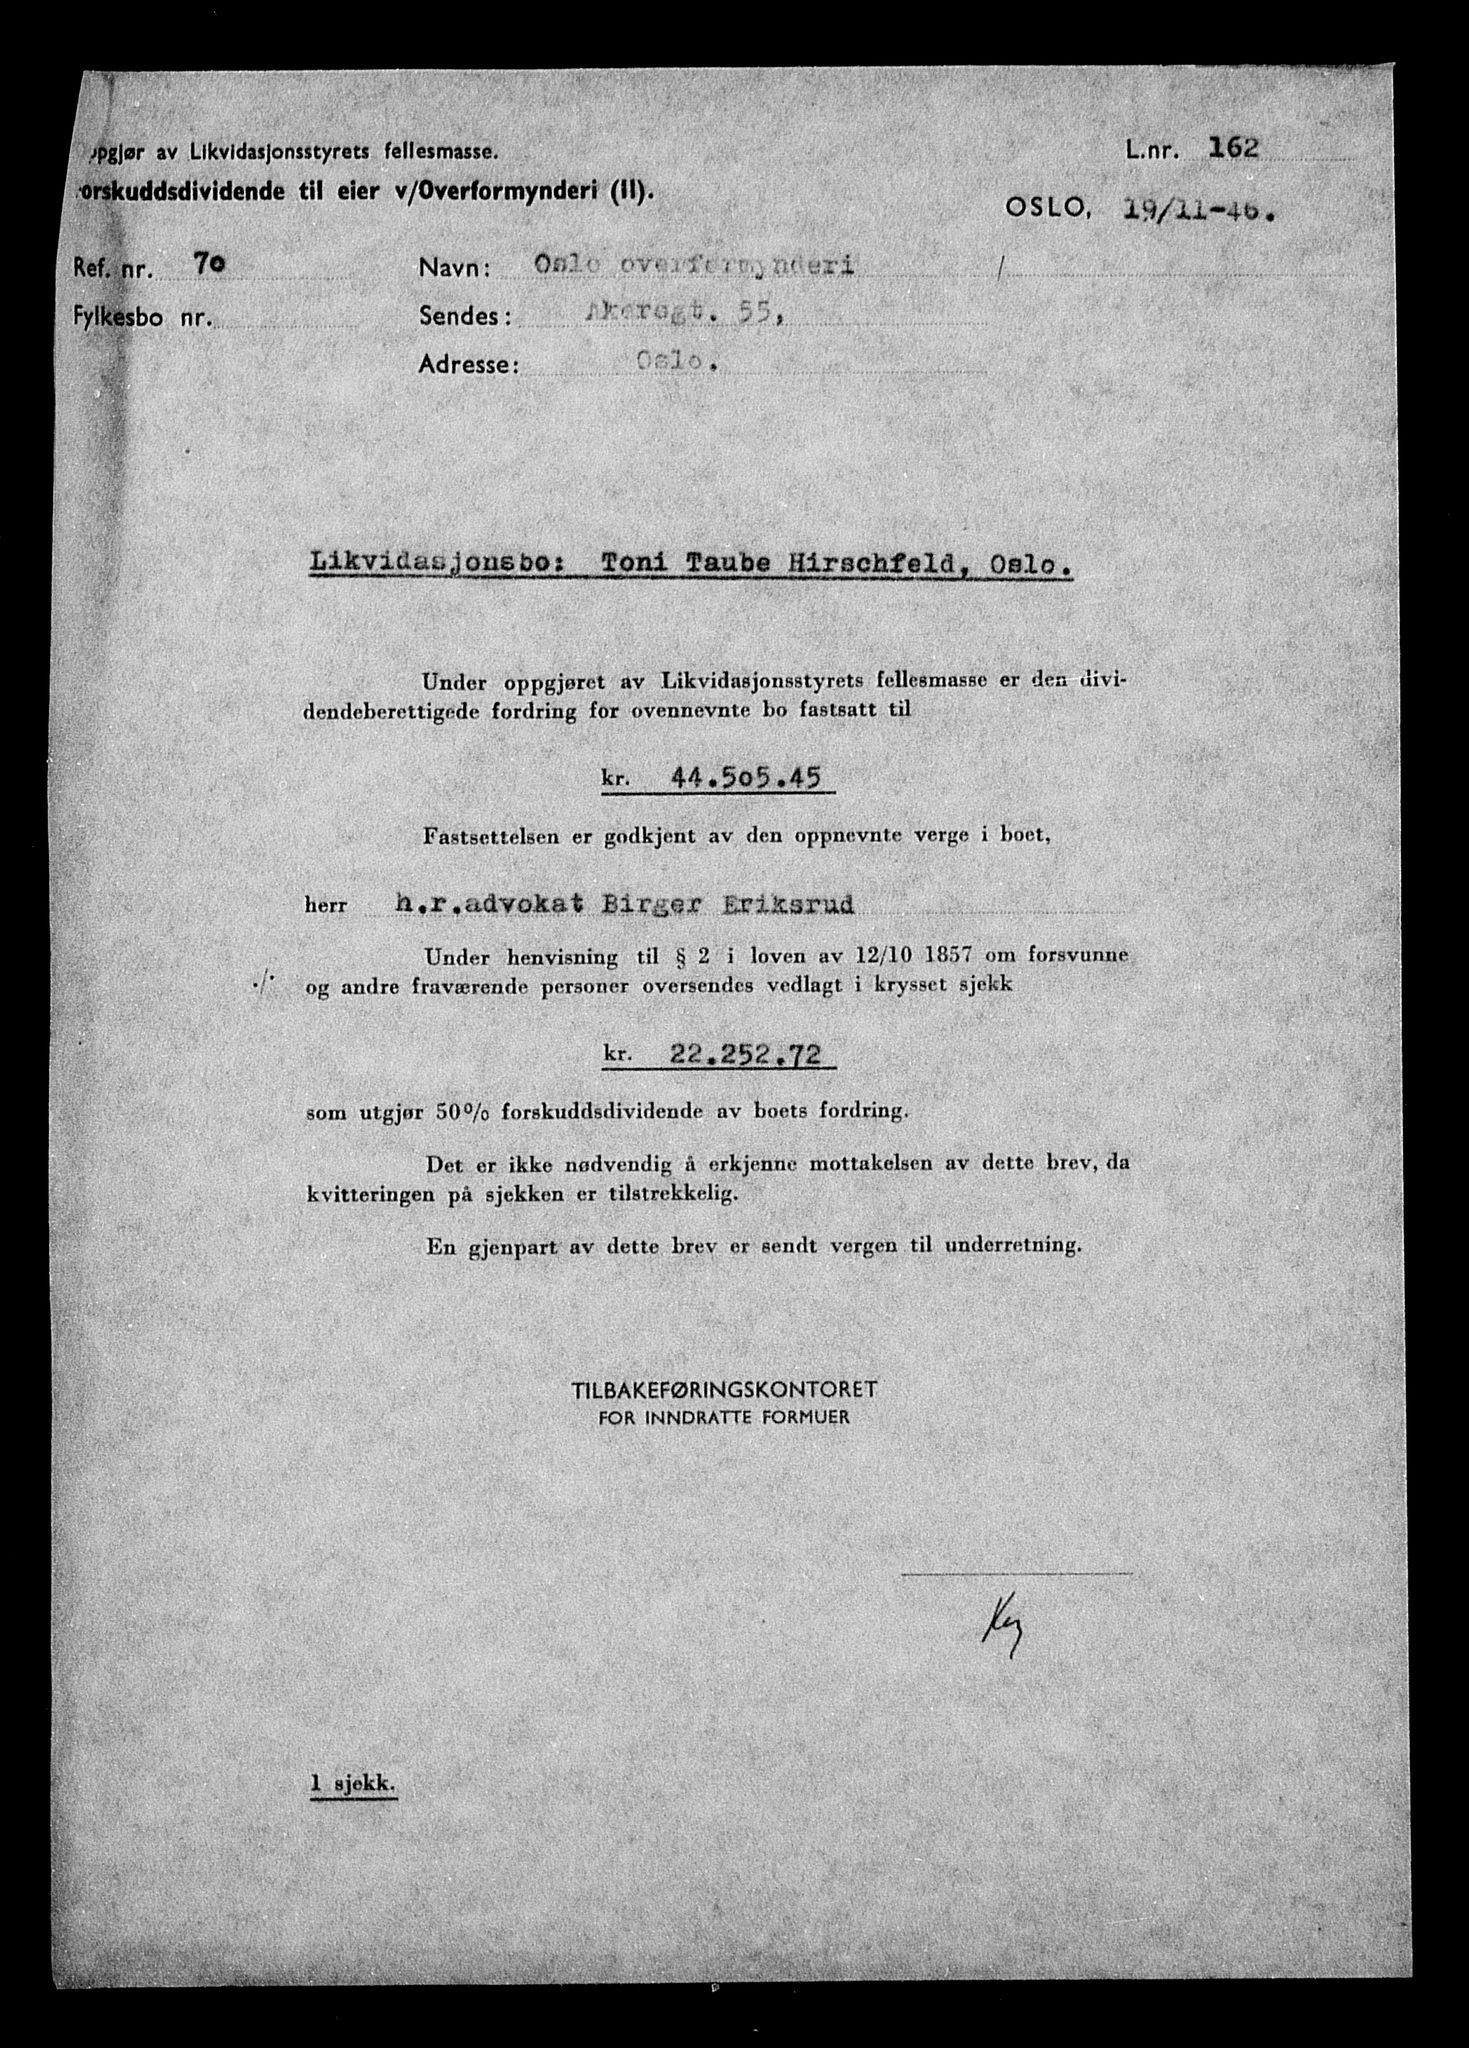 ppgjør av Likvidasjonsstyrets fellesmasse.
orskuddsdividende til eier v/Overformynderi (II).
L.nr. 162
OSLO, 19/11-46.
Ref. nr. 70
Fylkesbo nr.
Navn: Oslo overformynderi /
Sendes: Akersgt. 55,
Adresse: Oslo.
Likvidasjonsbo: Toni Taube Hirschfeld, Oslo.
Under oppgjøret av Likvidasjonsstyrets fellesmasse er den divi-
dendeberettigede fordring for ovennevnte bo fastsatt til
kr. 44.505.45
Fastsettelsen er godkjent av den oppnevnte verge i boet,
herr h.r.advokat Birger Eriksrud
Under henvisning til § 2 i loven av 12/10 1857 om forsvunne
./. og andre fraværende personer oversendes vedlagt i krysset sjekk
kr. 22.252.72
som utgjør 50% forskuddsdividende av boets fordring.
Det er ikke nødvendig å erkjenne mottakelsen av dette brev, da
kvitteringen på sjekken er tilstrekkelig.
En gjenpart av dette brev er sendt vergen til underretning.
TILBAKEFØRINGSKONTORET
FOR INNDRATTE FORMUER
1 sjekk.